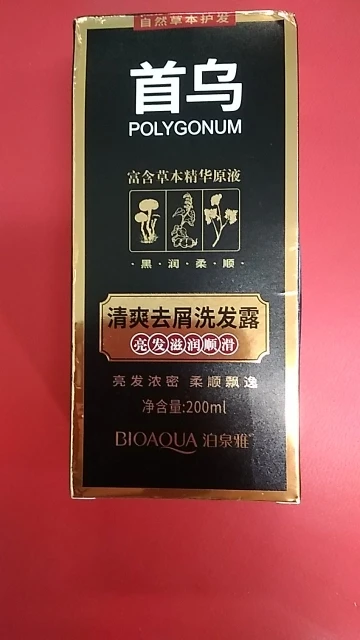 自然草本护发
首乌
POLYGONUM
富含草本精华原液
·黑·润·柔·顺·
清爽去屑洗发露
亮发滋润顺滑
亮发浓密 柔顺飘逸
净含量:200ml
BIOAQUA 泊泉雅